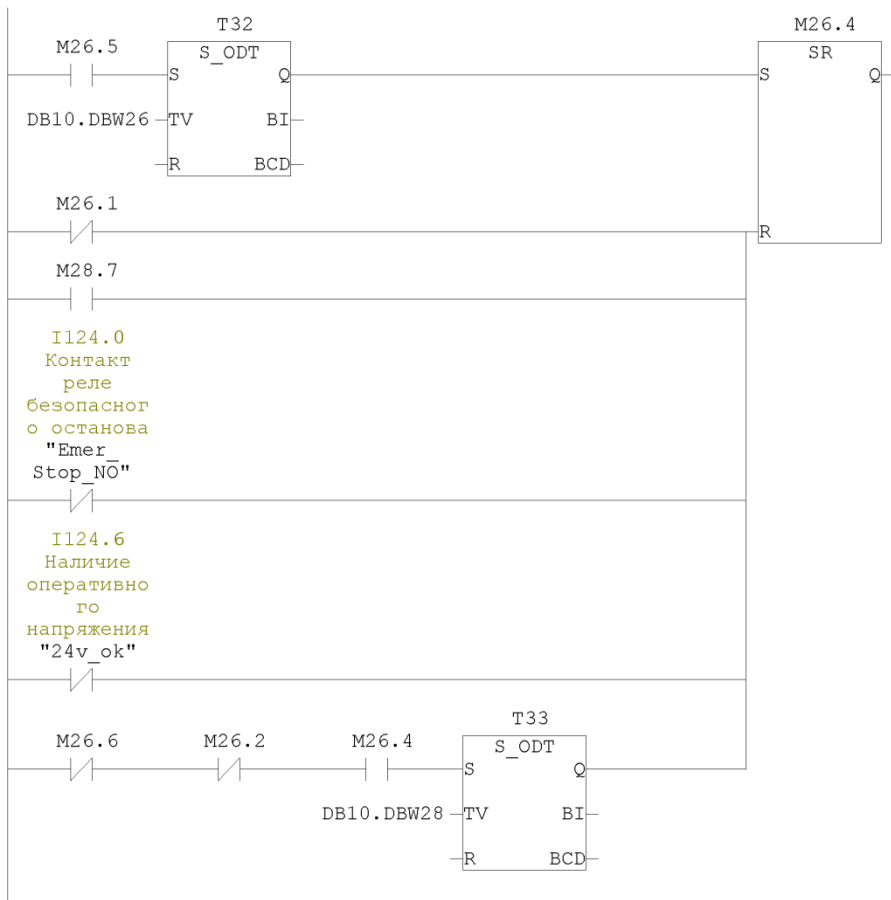 T32
M26.4
M26.5
S_ODT
SR
S
Q
S
Q
DB10.DBW26
TV
BI
R
BCD
M26.1
R
M28.7
I124.0
Контакт
реле
безопасног
о останова
"Emer_
Stop_NO"
I124.6
Наличие
оперативно
го
напряжения
"24v_ok"
T33
M26.6
M26.2
M26.4
S_ODT
S
Q
DB10.DBW28
TV
BI
R
BCD